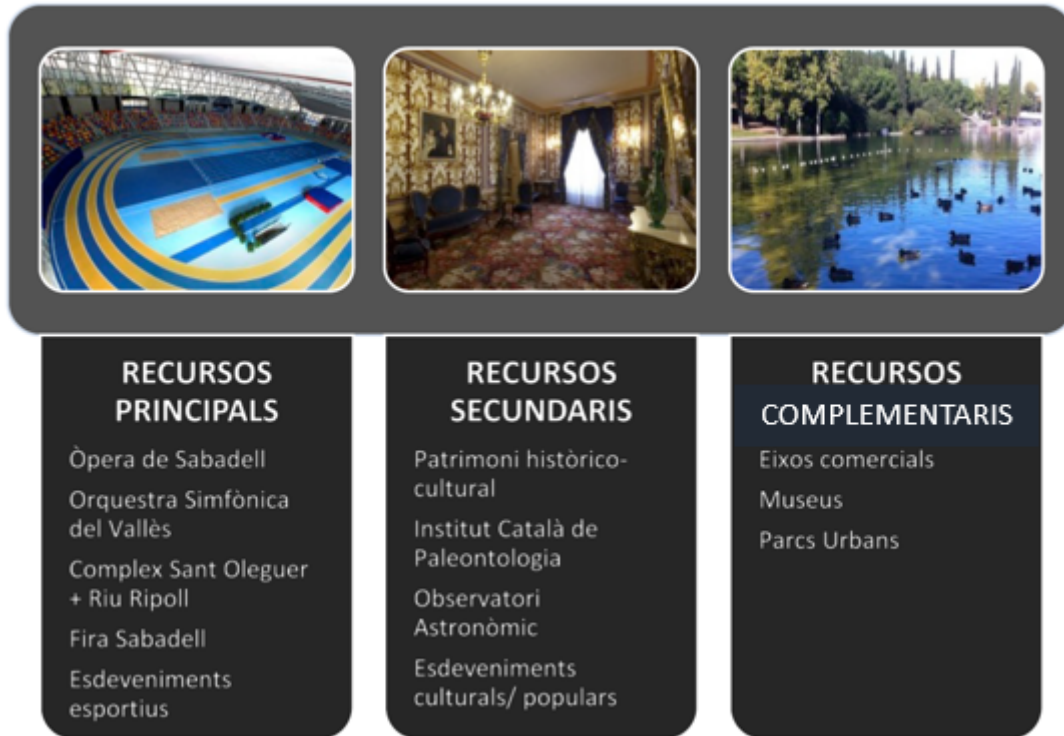 RECURSOS
PRINCIPALS
Òpera de Sabadell
Orquestra Simfònica
del Vallès
Complex Sant Oleguer
+ Riu Ripoll
Fira Sabadell
Esdeveniments
esportius
RECURSOS
SECUNDARIS
Patrimoni històrico-
cultural
Institut Català de
Paleontologia
Observatori
Astronòmic
Esdeveniments
culturals/ populars
RECURSOS
COMPLEMENTARIS
Eixos comercials
Museus
Parcs Urbans